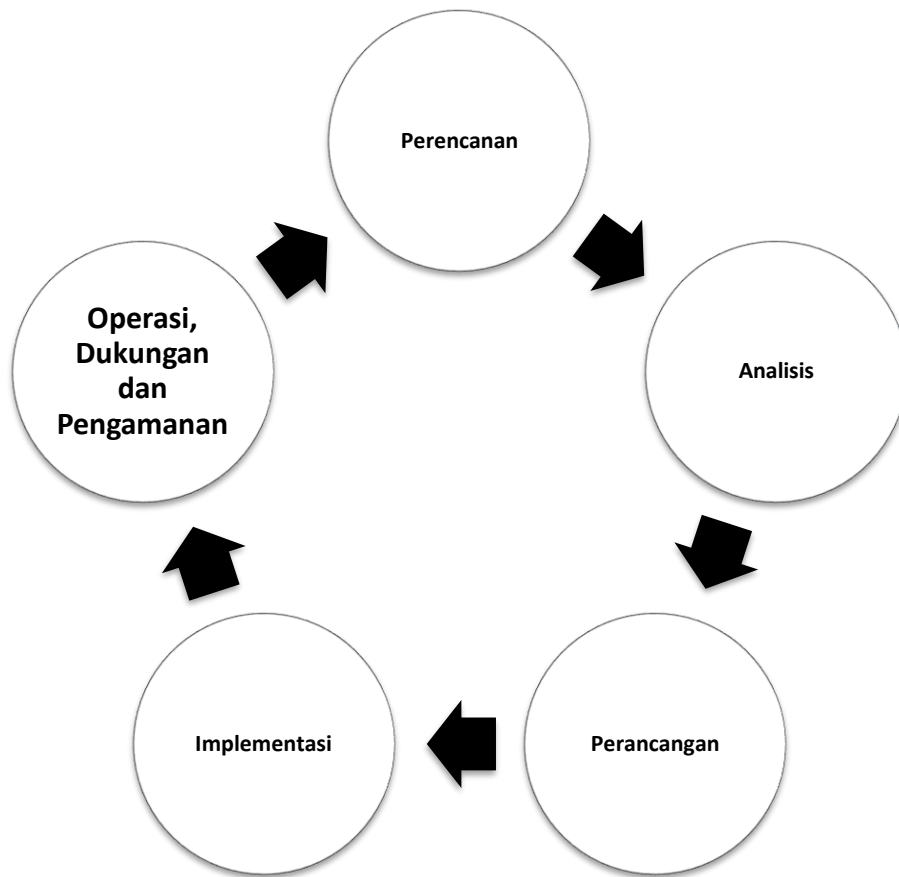 Perencanan
Analisis
Perancangan
Implementasi
Operasi,
Dukungan
dan
Pengamanan